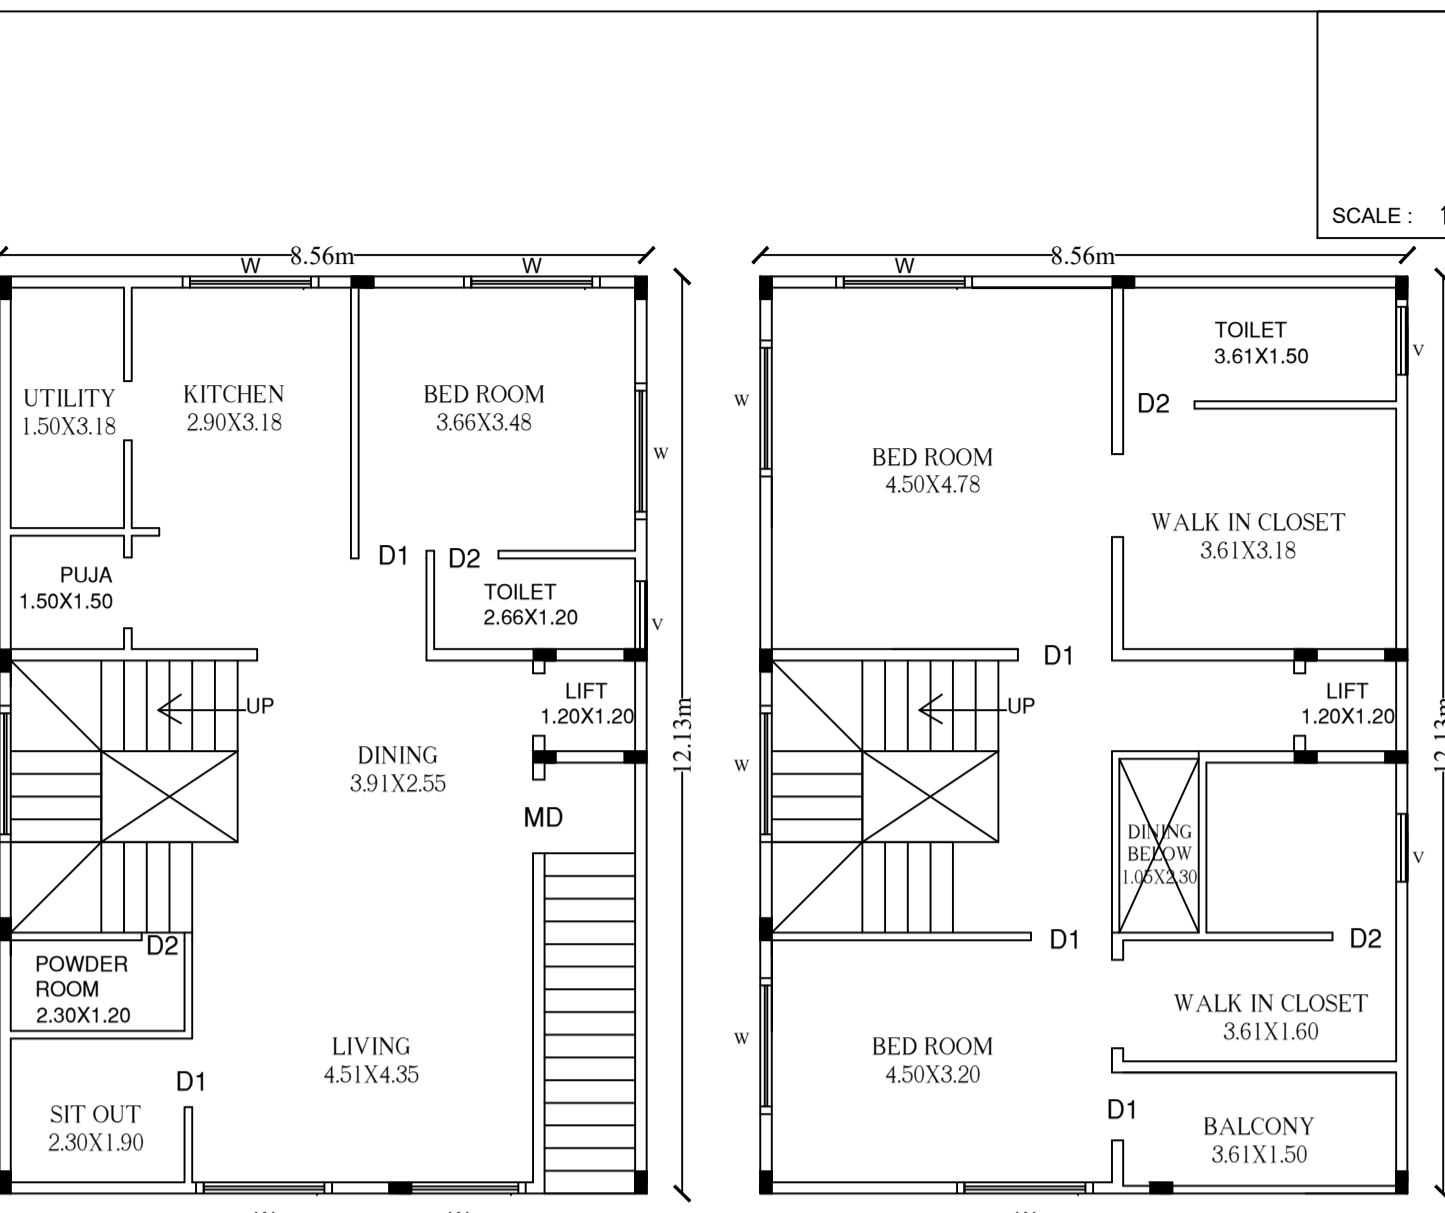 SCALE : 1
8.56m
W
W
UTILITY
1.50X3.18
KITCHEN
2.90X3.18
BED ROOM
3.66X3.48
W
D1
D2
PUJA
1.50X1.50
TOILET
2.66X1.20
V
UP
LIFT
1.20X1.20
DINING
3.91X2.55
12.13m
MD
D2
POWDER
ROOM
2.30X1.20
LIVING
4.51X4.35
D1
SIT OUT
2.30X1.90
8.56m
W
TOILET
3.61X1.50
V
W
D2
BED ROOM
4.50X4.78
WALK IN CLOSET
3.61X3.18
D1
UP
LIFT
1.20X1.20
12.13m
W
DINING
BELOW
1.05X2.30
V
D1
D2
WALK IN CLOSET
3.61X1.60
W
BED ROOM
4.50X3.20
D1
BALCONY
3.61X1.50